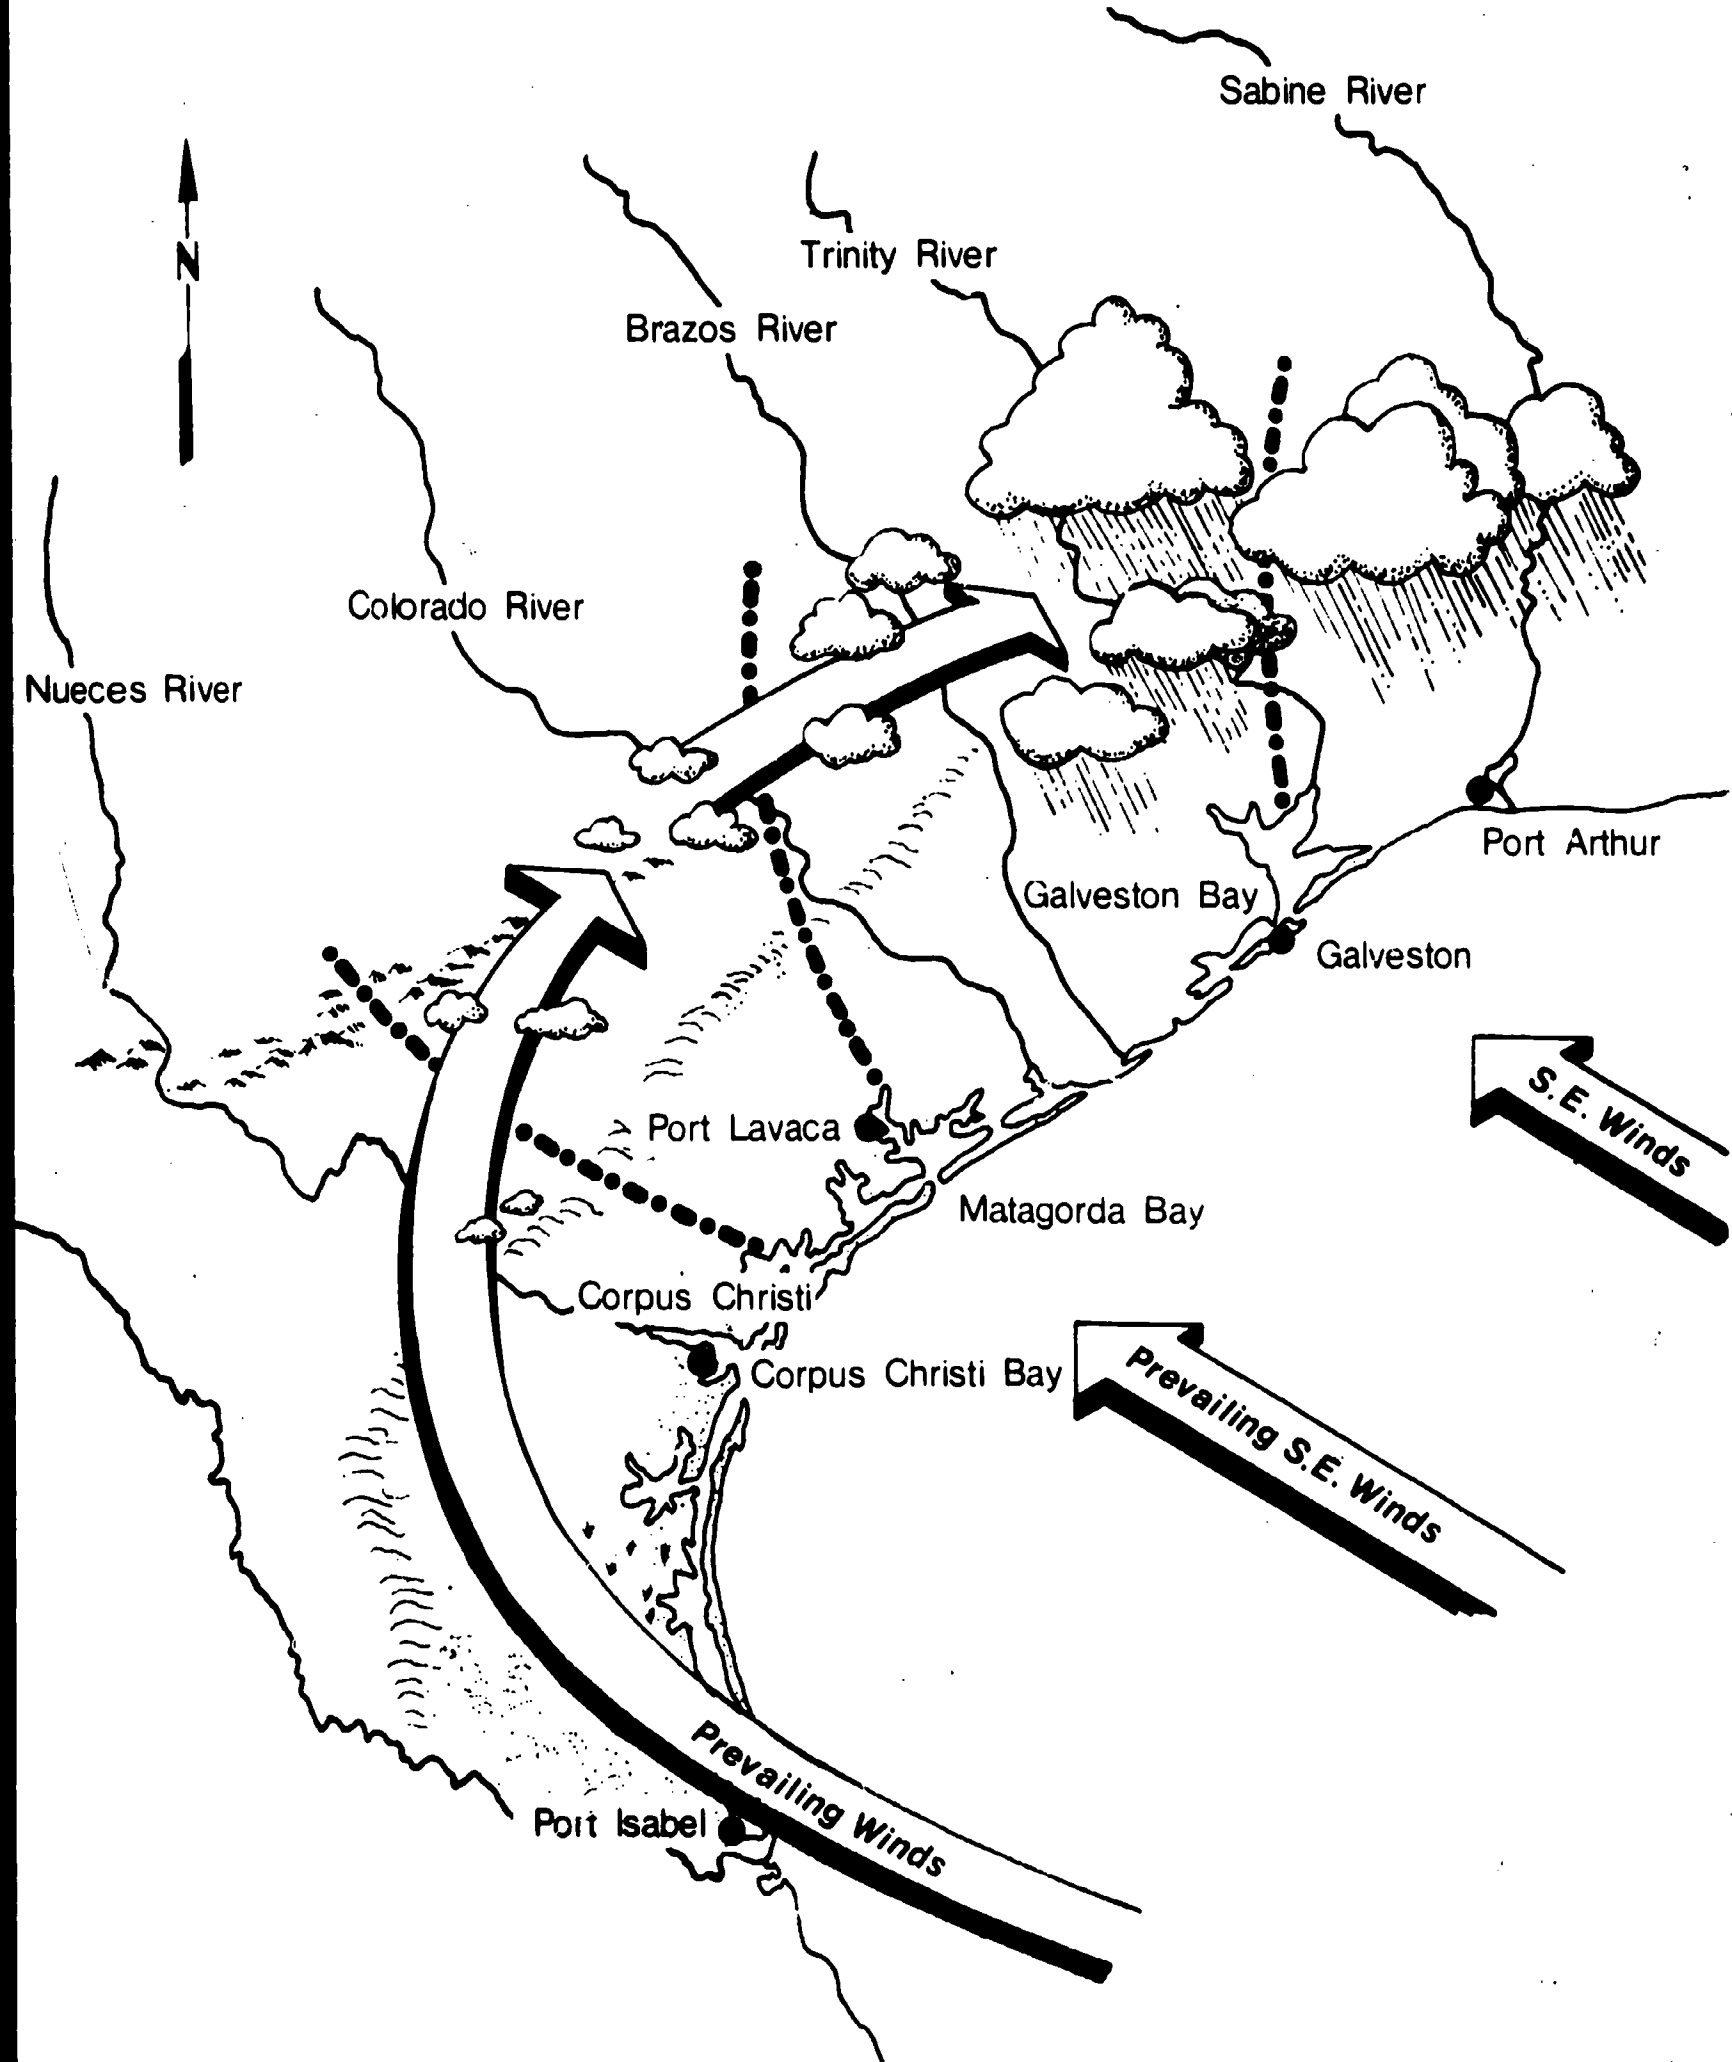 Sabine River
Trinity River
N
Brazos River
Colorado River
Nueces River
Port Arthur
Galveston Bay
Galveston
S.E. Winds
Port Lavaca
Matagorda Bay
Corpus Christi
Corpus Christi Bay
Prevailing S.E. Winds
Prevailing Winds
Port Isabel